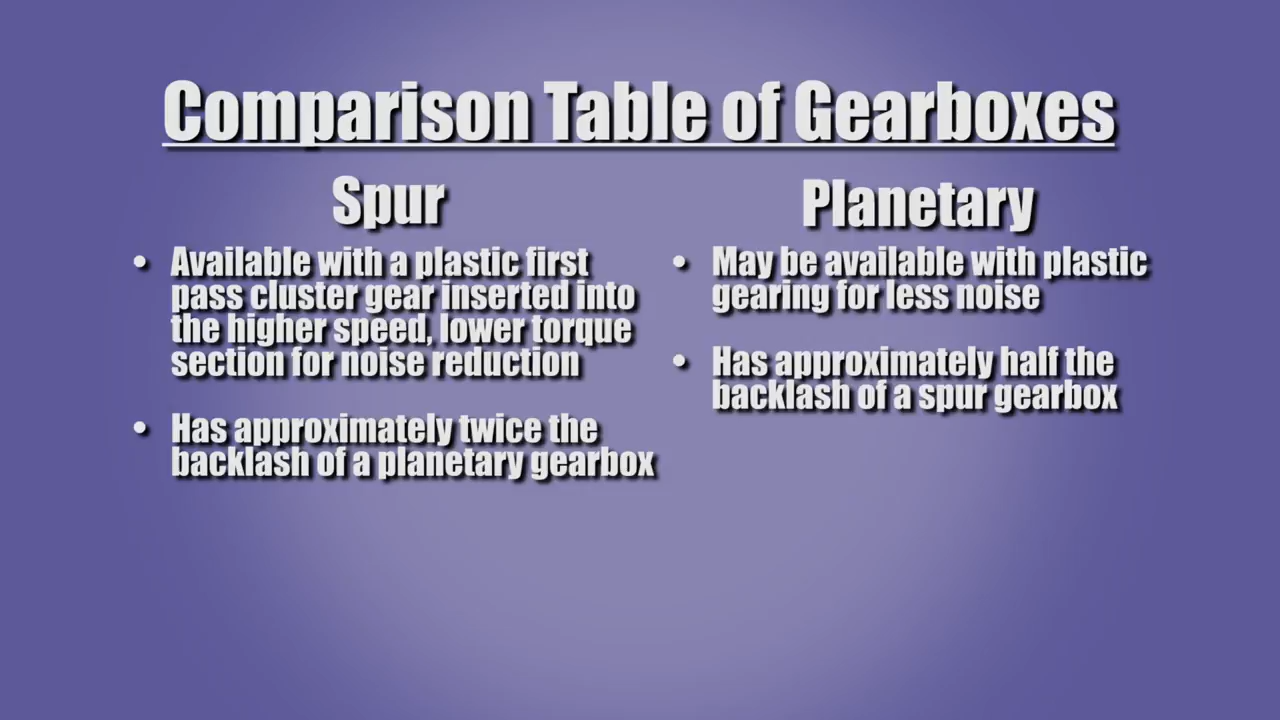 Comparison Table of Gearboxes
Spur
• Available with a plastic first
pass cluster gear inserted into
the higher speed, lower torque
section for noise reduction
• Has approximately twice the
backlash of a planetary gearbox
Planetary
• May be available with plastic
gearing for less noise
• Has approximately half the
backlash of a spur gearbox